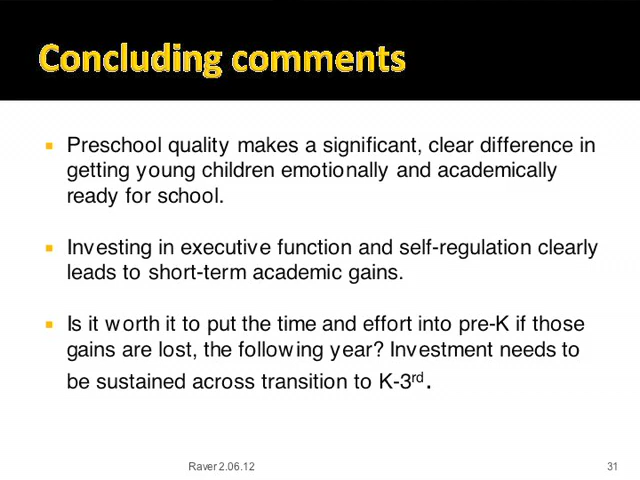 Concluding comments
Preschool quality makes a significant, clear difference in
getting young children emotionally and academically
ready for school.
Investing in executive function and self-regulation clearly
leads to short-term academic gains.
Is it worth it to put the time and effort into pre-K if those
gains are lost, the following year? Investment needs to
be sustained across transition to K-3rd.
Raver 2.06.12 31